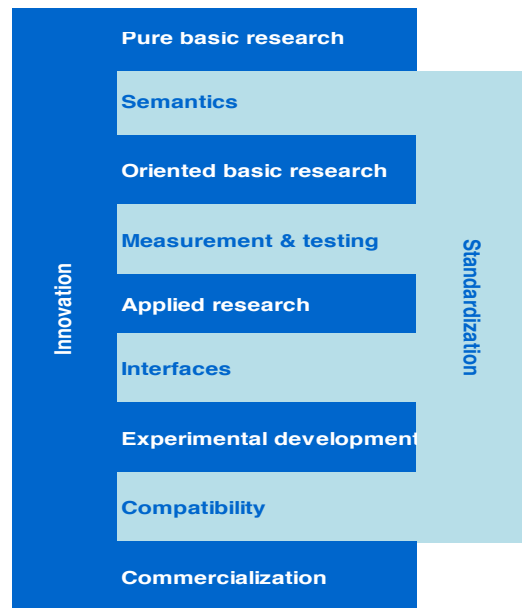 Pure basic research
Semantics
Oriented basic research
Measurement & testing
Applied research
Interfaces
Experimental development
Compatibility
Commercialization
Innovation
Standardization